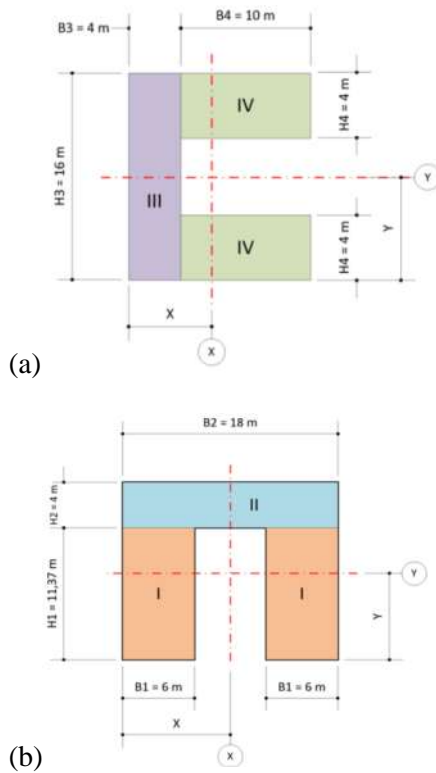 B3 = 4 m
B4 = 10 m
IV
H4 = 4 m
H3 = 16 m
III
Y
IV
H4 = 4 m
Y
X
X
(a)
B2 = 18 m
H2 = 4 m
II
H1 = 11,37 m
I
I
Y
Y
B1 = 6 m
B1 = 6 m
X
X
(b)